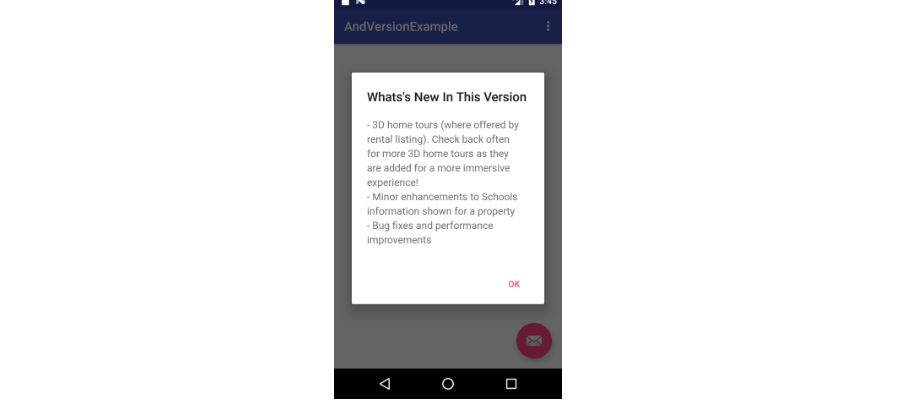 3:45
AndVersionExample
Whats's New In This Version
- 3D home tours (where offered by
rental listing). Check back often
for more 3D home tours as they
are added for a more immersive
experience!
- Minor enhancements to Schools
information shown for a property
- Bug fixes and performance
improvements
OK